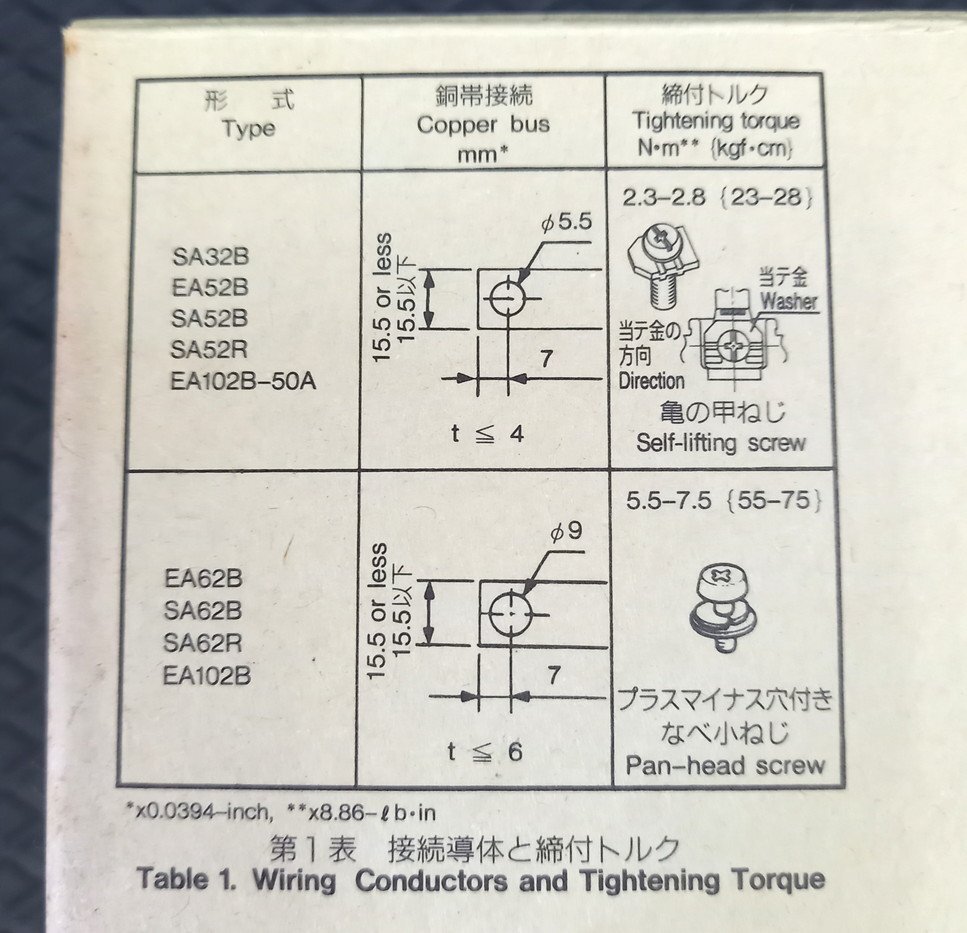 形 式
Type
銅帯接続
Copper bus
mm*
締付トルク
Tightening torque
N•m** {kgf•cm}
SA32B
EA52B
SA52B
SA52R
EA102B-50A
15.5 or less
15.5以下
φ5.5
7
t ≦ 4
2.3-2.8 {23-28}
当テ金
Washer
当テ金の
方向
Direction
亀の甲ねじ
Self-lifting screw
EA62B
SA62B
SA62R
EA102B
15.5 or less
15.5以下
φ9
7
t ≦ 6
5.5-7.5 {55-75}
プラスマイナス穴付き
なべ小ねじ
Pan-head screw
*x0.0394-inch, **x8.86-ℓb•in
第1表 接続導体と締付トルク
Table 1. Wiring Conductors and Tightening Torque